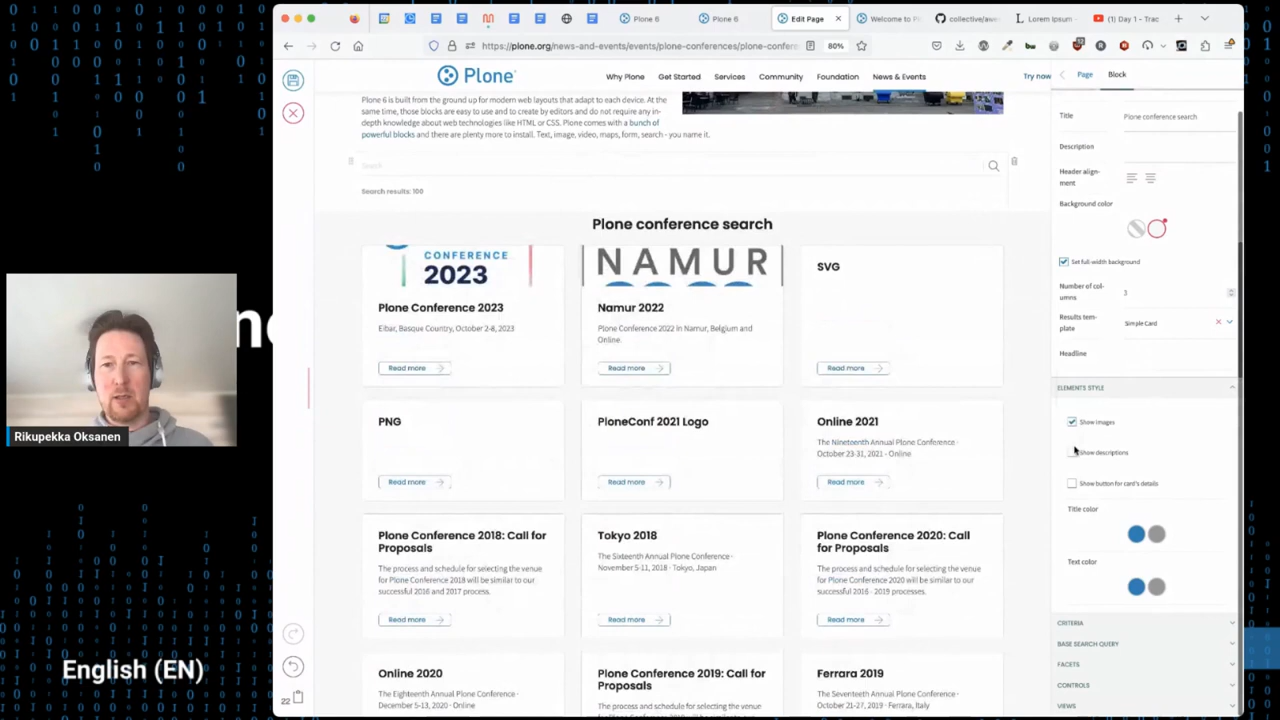 Plone 6
Plone 6
Edit Page
Welcome to Pl
collective/awe
Lorem Ipsum
Day 1 - Trac
https://plone.org/news-and-events/events/plone-conferences/plone-confere
80%
Plone
Why Plone
Get Started
Services
Community
Foundation
News & Events
Try now
Page
Block
Plone 6 is built from the ground up for modern web layouts that adapt to each device. At the
same time, those blocks are easy to use and to create by editors and do not require any in-
depth knowledge about web technologies like HTML or CSS. Plone comes with a bunch of
powerful blocks and there are plenty more to install. Text, image, video, maps, form, search - you name it.
Search
Search results: 100
Plone conference search
CONFERENCE
2023
Plone Conference 2023
Eibar, Basque Country, October 2-8, 2023
Read more
NAMUR
Namur 2022
Plone Conference 2022 in Namur, Belgium and
Online.
Read more
SVG
Read more
PNG
Read more
PloneConf 2021 Logo
Read more
Online 2021
The Nineteenth Annual Plone Conference ·
October 23-31, 2021 - Online
Read more
Plone Conference 2018: Call for
Proposals
The process and schedule for selecting the venue
for Plone Conference 2018 will be similar to our
successful 2016 and 2017 process.
Read more
Tokyo 2018
The Sixteenth Annual Plone Conference·
November 5-11, 2018 · Tokyo, Japan
Read more
Plone Conference 2020: Call
for Proposals
The process and schedule for selecting the venue
for Plone Conference 2020 will be similar to our
successful 2016 - 2019 processes.
Read more
Online 2020
The Eighteenth Annual Plone Conference ·
December 5-13, 2020 · Online
Plone Conference 2019: Call for
Proposals
The process and schedule for selecting the venue
Ferrara 2019
The Seventeenth Annual Plone Conference ·
October 21-27, 2019 · Ferrara, Italy
Title
Plone conference search
Description
Header align-
ment
Background color
Set full-width background
Number of col-
umns
3
Results tem-
plate
Simple Card
Headline
ELEMENTS STYLE
Show images
Show descriptions
Show button for card's details
Title color
Text color
CRITERIA
BASE SEARCH QUERY
FACETS
CONTROLS
VIEWS
22
Rikupekka Oksanen
English (EN)